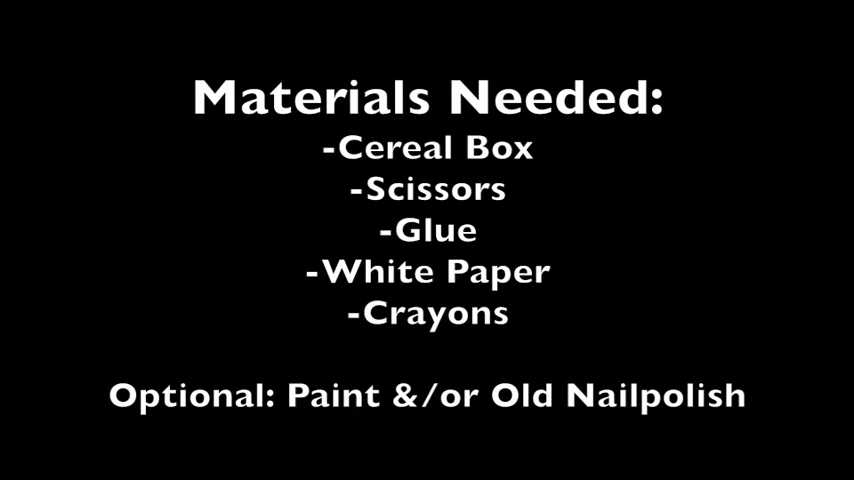 Materials Needed:
-Cereal Box
-Scissors
-Glue
-White Paper
-Crayons
Optional: Paint &/or Old Nailpolish